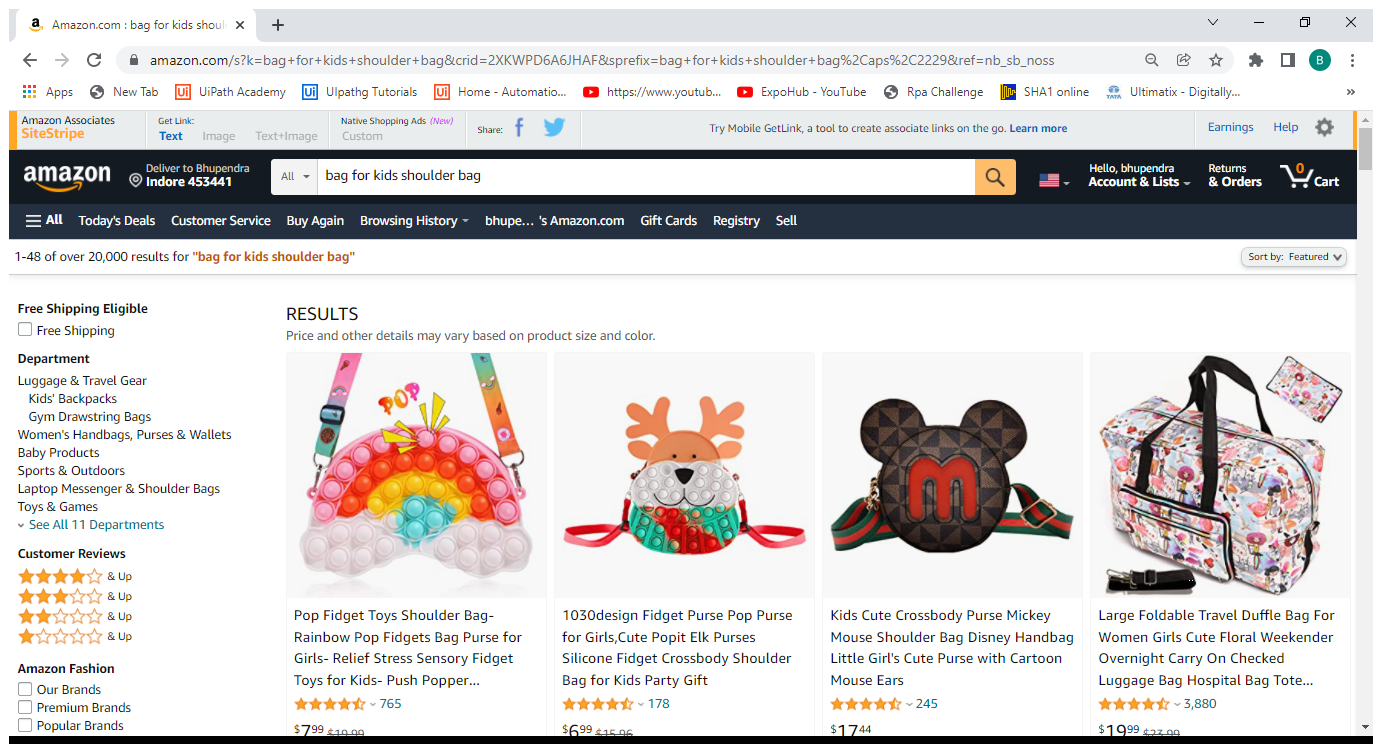 Amazon.com : bag for kids shoul
amazon.com/s?k=bag+for+kids+shoulder+bag&crid=2XKWPD6A6JHAF&sprefix=bag+for+kids+shoulder+bag%2Caps%2C2229&ref=nb_sb_noss
B
Apps New Tab UiPath Academy UIpathg Tutorials Home - Automatio... https://www.youtub... ExpoHub - YouTube Rpa Challenge SHA1 online Ultimatix - Digitally... »
Amazon Associates
SiteStripe
Get Link:
Text Image Text+Image
Native Shopping Ads (New)
Custom
Share:
Try Mobile GetLink, a tool to create associate links on the go. Learn more
Earnings Help
amazon
Deliver to Bhupendra
Indore 453441
All
bag for kids shoulder bag
Hello, bhupendra
Account & Lists
Returns
& Orders
0
Cart
All Today's Deals Customer Service Buy Again Browsing History bhupe... 's Amazon.com Gift Cards Registry Sell
1-48 of over 20,000 results for "bag for kids shoulder bag"
Sort by: Featured
Free Shipping Eligible
Free Shipping
Department
Luggage & Travel Gear
Kids' Backpacks
Gym Drawstring Bags
Women's Handbags, Purses & Wallets
Baby Products
Sports & Outdoors
Laptop Messenger & Shoulder Bags
Toys & Games
See All 11 Departments
Customer Reviews
& Up
& Up
& Up
& Up
Amazon Fashion
Our Brands
Premium Brands
Popular Brands
RESULTS
Price and other details may vary based on product size and color.
POP
Pop Fidget Toys Shoulder Bag-
Rainbow Pop Fidgets Bag Purse for
Girls- Relief Stress Sensory Fidget
Toys for Kids- Push Popper...
765
$7.99 $19.99
1030design Fidget Purse Pop Purse
for Girls,Cute Popit Elk Purses
Silicone Fidget Crossbody Shoulder
Bag for Kids Party Gift
178
$6.99 $15.96
m
Kids Cute Crossbody Purse Mickey
Mouse Shoulder Bag Disney Handbag
Little Girl's Cute Purse with Cartoon
Mouse Ears
245
$17.44
Large Foldable Travel Duffle Bag For
Women Girls Cute Floral Weekender
Overnight Carry On Checked
Luggage Bag Hospital Bag Tote...
3,880
$19.99 $23.99